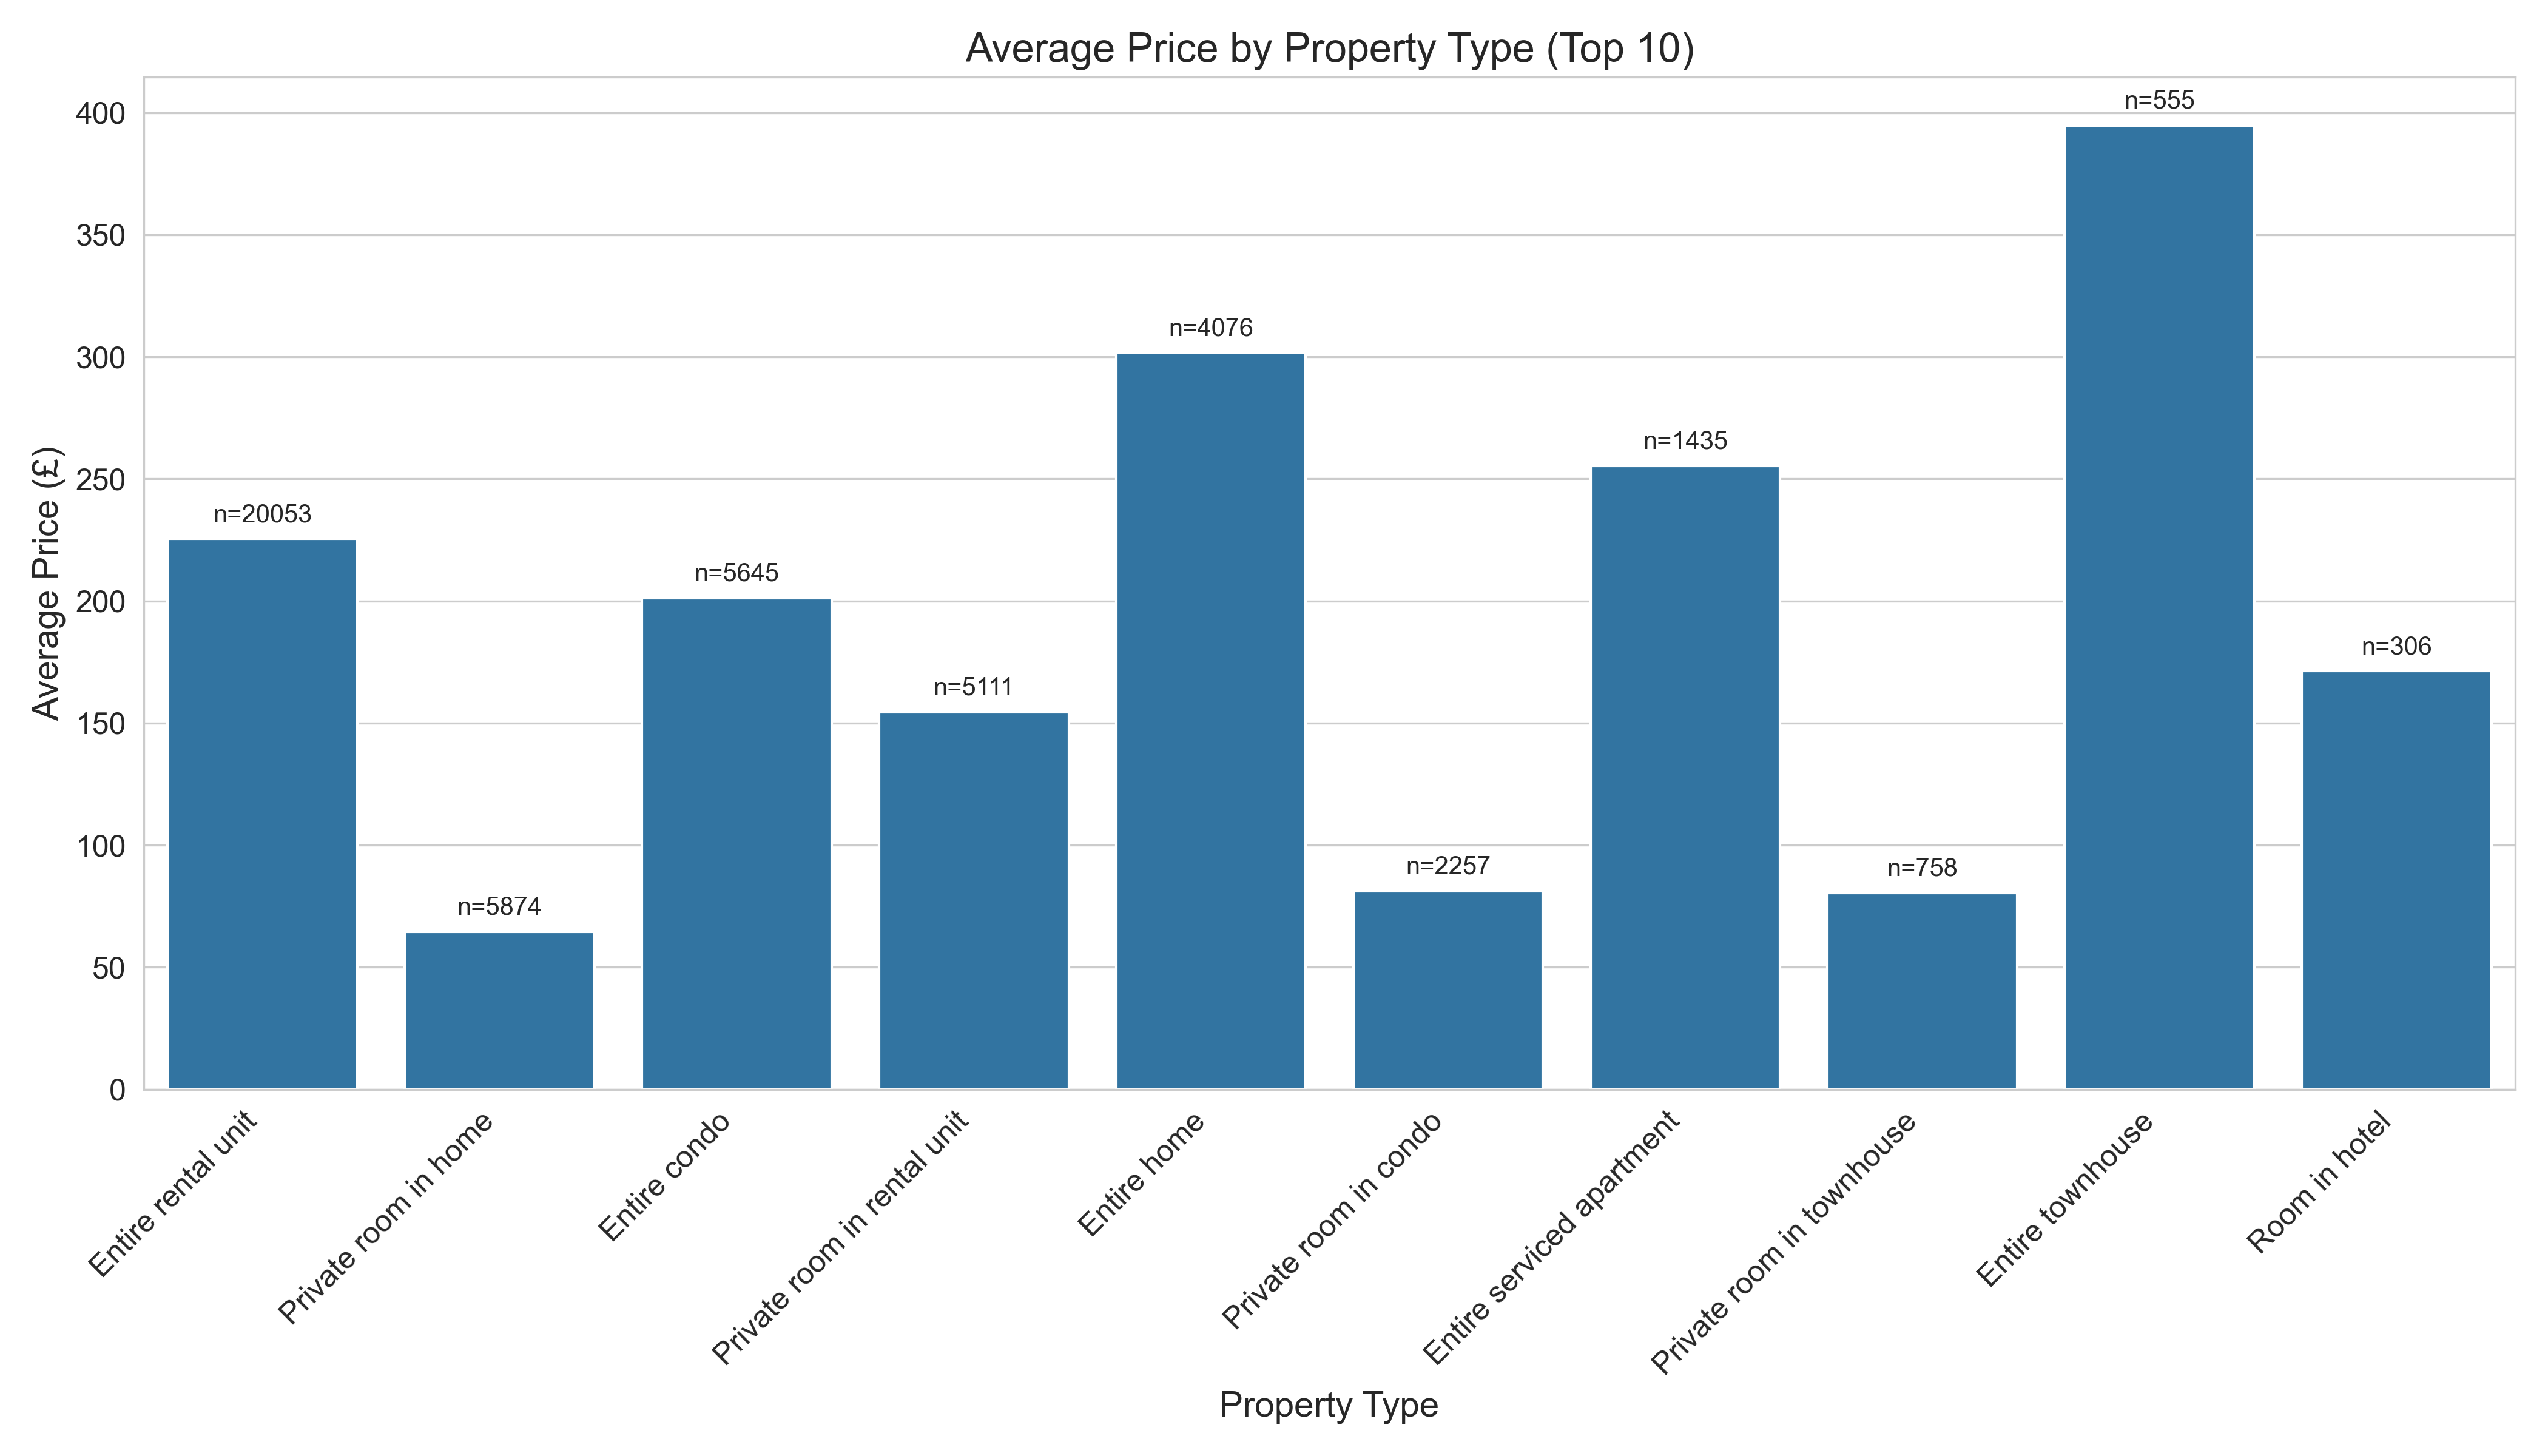 Average Price by Property Type (Top 10)
Average Price (£)
400
350
300
250
200
150
100
50
0
n=20053
n=5874
n=5645
n=5111
n=4076
n=2257
n=1435
n=758
n=555
n=306
Entire rental unit
Private room in home
Entire condo
Private room in rental unit
Entire home
Private room in condo
Entire serviced apartment
Private room in townhouse
Entire townhouse
Room in hotel
Property Type